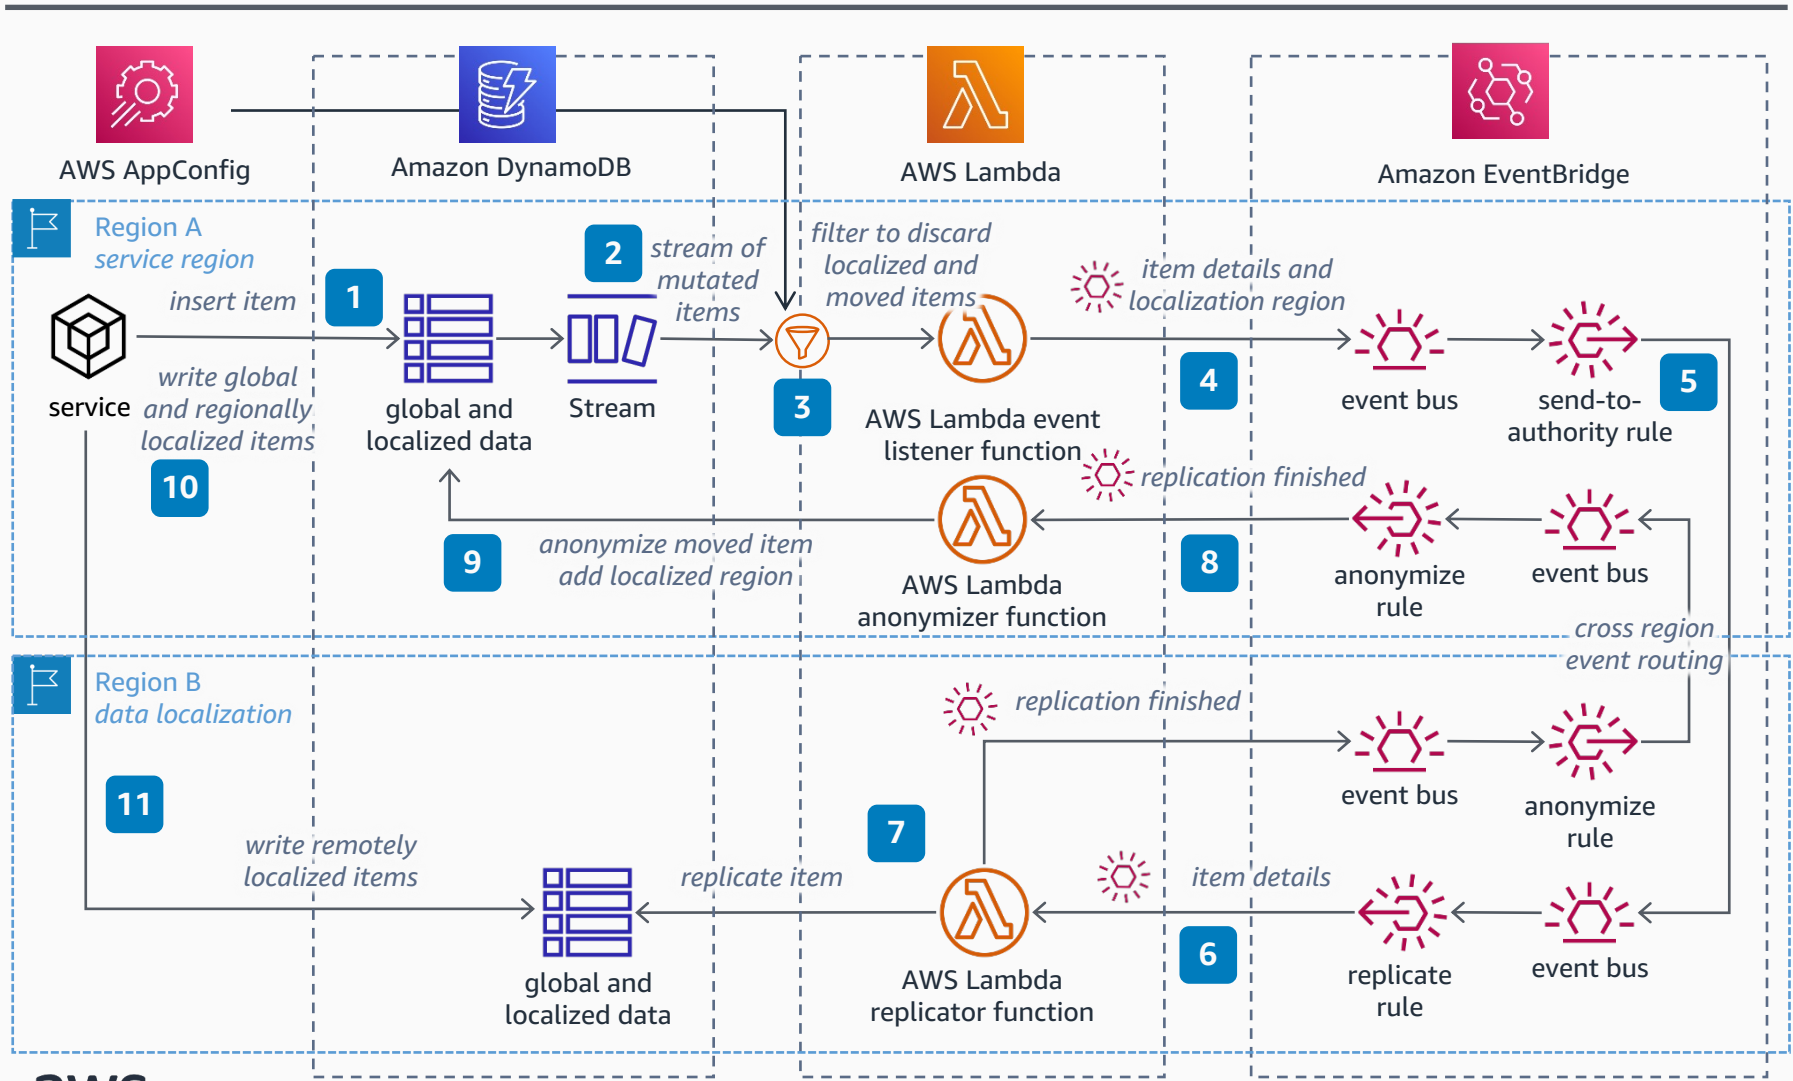 AWS AppConfig
Amazon DynamoDB
AWS Lambda
Amazon EventBridge
Region A
service region
insert item
1
2
stream of
mutated
items
filter to discard
localized and
moved items
item details and
localization region
service
write global
and regionally
localized items
10
global and
localized data
Stream
3
AWS Lambda event
listener function
4
event bus
send-to-
authority rule
5
replication finished
9
anonymize moved item
add localized region
AWS Lambda
anonymizer function
8
anonymize
rule
event bus
cross region
event routing
Region B
data localization
replication finished
11
7
event bus
anonymize
rule
write remotely
localized items
replicate item
item details
global and
localized data
AWS Lambda
replicator function
6
replicate
rule
event bus
aws